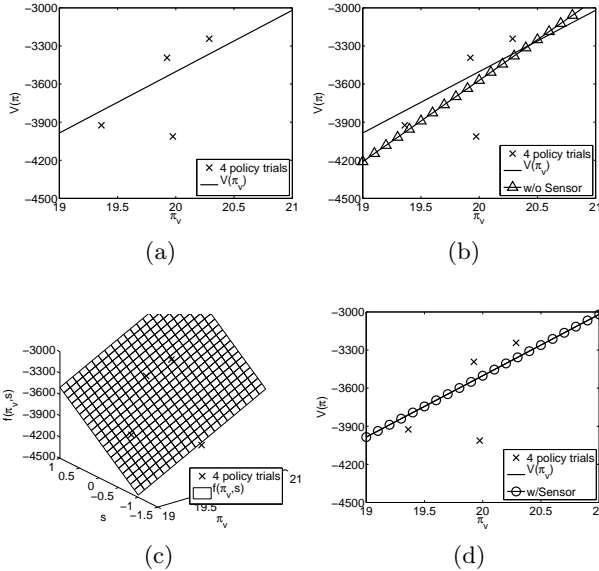 −3000
−3300
−3600
−3900
−4200
−4500
V(π)
19 19.5 20 20.5 21
π_v
4 policy trials
V(π_v)
(a)
−3000
−3300
−3600
−3900
−4200
−4500
V(π)
19 19.5 20 20.5 21
π_v
4 policy trials
V(π_v)
w/o Sensor
(b)
−3000
−3300
−3600
−3900
−4200
−4500
f(π_v,s)
1
0.5
0
−0.5
−1
−1.5
s
19
19.5
21
π_v
4 policy trials
f(π_v,s)
(c)
−3000
−3300
−3600
−3900
−4200
−4500
V(π)
19 19.5 20 20.5 21
π_v
4 policy trials
V(π_v)
w/Sensor
(d)